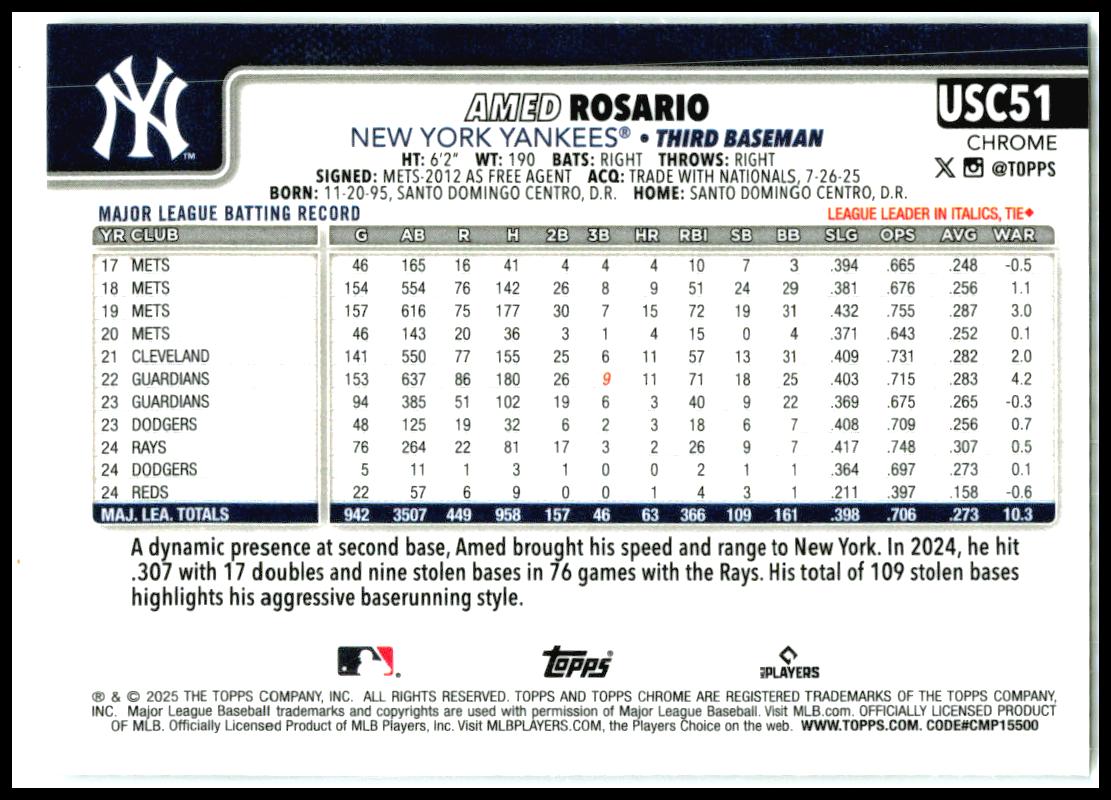 NY
TM
USC51
AMED ROSARIO
NEW YORK YANKEES® • THIRD BASEMAN
CHROME
HT: 6'2" WT: 190 BATS: RIGHT THROWS: RIGHT
X @TOPPS
SIGNED: METS-2012 AS FREE AGENT ACQ: TRADE WITH NATIONALS, 7-26-25
BORN: 11-20-95, SANTO DOMINGO CENTRO, D.R. HOME: SANTO DOMINGO CENTRO, D.R.
MAJOR LEAGUE BATTING RECORD LEAGUE LEADER IN ITALICS, TIE◆
YR CLUB G AB R H 2B 3B HR RBI SB BB SLG OPS AVG WAR
17 METS 46 165 16 41 4 4 4 10 7 3 .394 .665 .248 -0.5
18 METS 154 554 76 142 26 8 9 51 24 29 .381 .676 .256 1.1
19 METS 157 616 75 177 30 7 15 72 19 31 .432 .755 .287 3.0
20 METS 46 143 20 36 3 1 4 15 0 4 .371 .643 .252 0.1
21 CLEVELAND 141 550 77 155 25 6 11 57 13 31 .409 .731 .282 2.0
22 GUARDIANS 153 637 86 180 26 9 11 71 18 25 .403 .715 .283 4.2
23 GUARDIANS 94 385 51 102 19 6 3 40 9 22 .369 .675 .265 -0.3
23 DODGERS 48 125 19 32 6 2 3 18 6 7 .408 .709 .256 0.7
24 RAYS 76 264 22 81 17 3 2 26 9 7 .417 .748 .307 0.5
24 DODGERS 5 11 1 3 1 0 0 2 1 1 .364 .697 .273 0.1
24 REDS 22 57 6 9 0 0 1 4 3 1 .211 .397 .158 -0.6
MAJ. LEA. TOTALS 942 3507 449 958 157 46 63 366 109 161 .398 .706 .273 10.3
A dynamic presence at second base, Amed brought his speed and range to New York. In 2024, he hit
.307 with 17 doubles and nine stolen bases in 76 games with the Rays. His total of 109 stolen bases
highlights his aggressive baserunning style.
Topps® PLAYERS
® & © 2025 THE TOPPS COMPANY, INC. ALL RIGHTS RESERVED. TOPPS AND TOPPS CHROME ARE REGISTERED TRADEMARKS OF THE TOPPS COMPANY,
INC. Major League Baseball trademarks and copyrights are used with permission of Major League Baseball. Visit MLB.com. OFFICIALLY LICENSED PRODUCT
OF MLB. Officially Licensed Product of MLB Players, Inc. Visit MLBPLAYERS.COM, the Players Choice on the web. WWW.TOPPS.COM. CODE#CMP15500